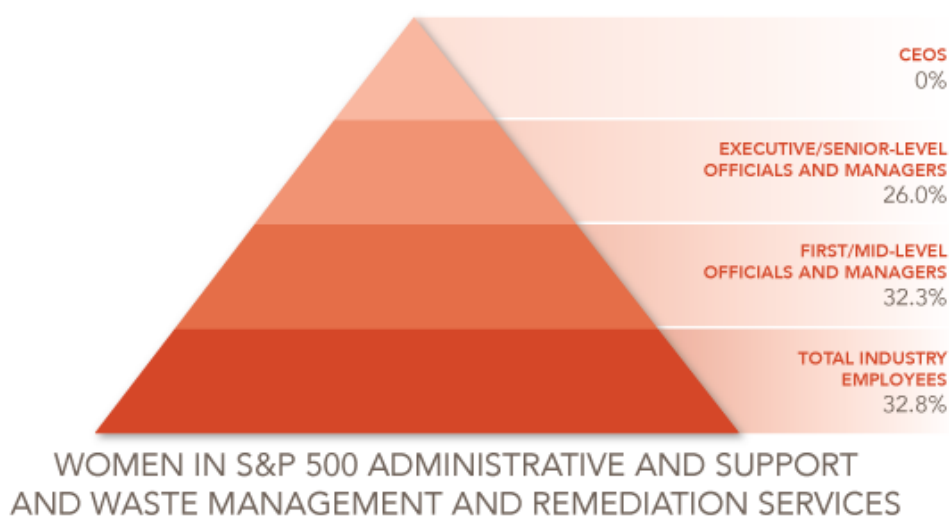 CEOS
0%
EXECUTIVE/SENIOR-LEVEL
OFFICIALS AND MANAGERS
26.0%
FIRST/MID-LEVEL
OFFICIALS AND MANAGERS
32.3%
TOTAL INDUSTRY
EMPLOYEES
32.8%
WOMEN IN S&P 500 ADMINISTRATIVE AND SUPPORT
AND WASTE MANAGEMENT AND REMEDIATION SERVICES